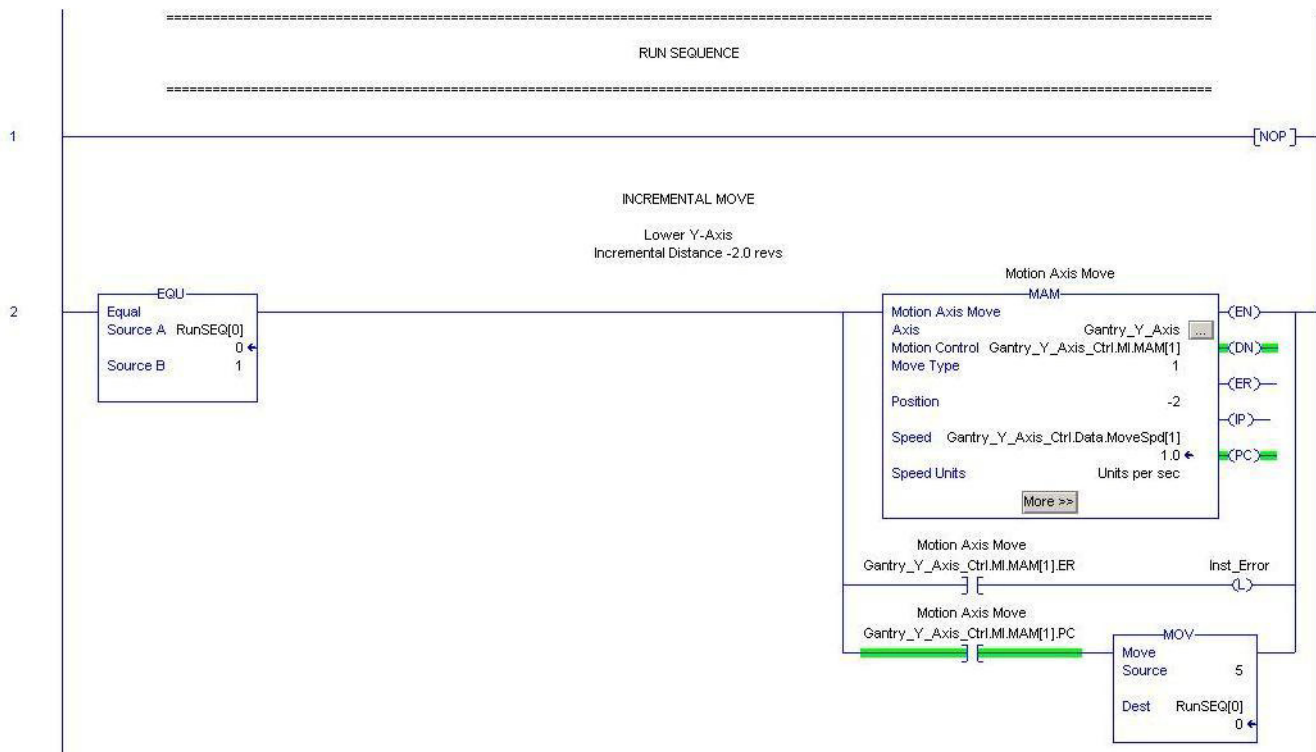 ==========================================================================================
RUN SEQUENCE
==========================================================================================
1
NOP
INCREMENTAL MOVE
Lower Y-Axis
Incremental Distance -2.0 revs
2
EQU
Equal
Source A RunSEQ[0]
0
Source B 1
Motion Axis Move
MAM
Motion Axis Move
Axis Gantry_Y_Axis ...
Motion Control Gantry_Y_Axis_Ctrl.MI.MAM[1]
Move Type 1
Position -2
Speed Gantry_Y_Axis_Ctrl.Data.MoveSpd[1]
1.0
Speed Units Units per sec
More >>
EN
DN
ER
IP
PC
Motion Axis Move
Gantry_Y_Axis_Ctrl.MI.MAM[1].ER
Inst_Error
L
Motion Axis Move
Gantry_Y_Axis_Ctrl.MI.MAM[1].PC
MOV
Move
Source 5
Dest RunSEQ[0]
0